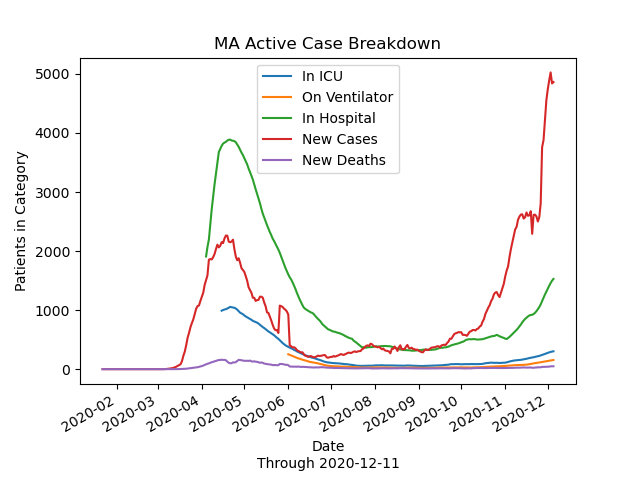 MA Active Case Breakdown
In ICU
On Ventilator
In Hospital
New Cases
New Deaths
Patients in Category
5000
4000
3000
2000
1000
0
2020-02
2020-03
2020-04
2020-05
2020-06
2020-07
2020-08
2020-09
2020-10
2020-11
2020-12
Date
Through 2020-12-11